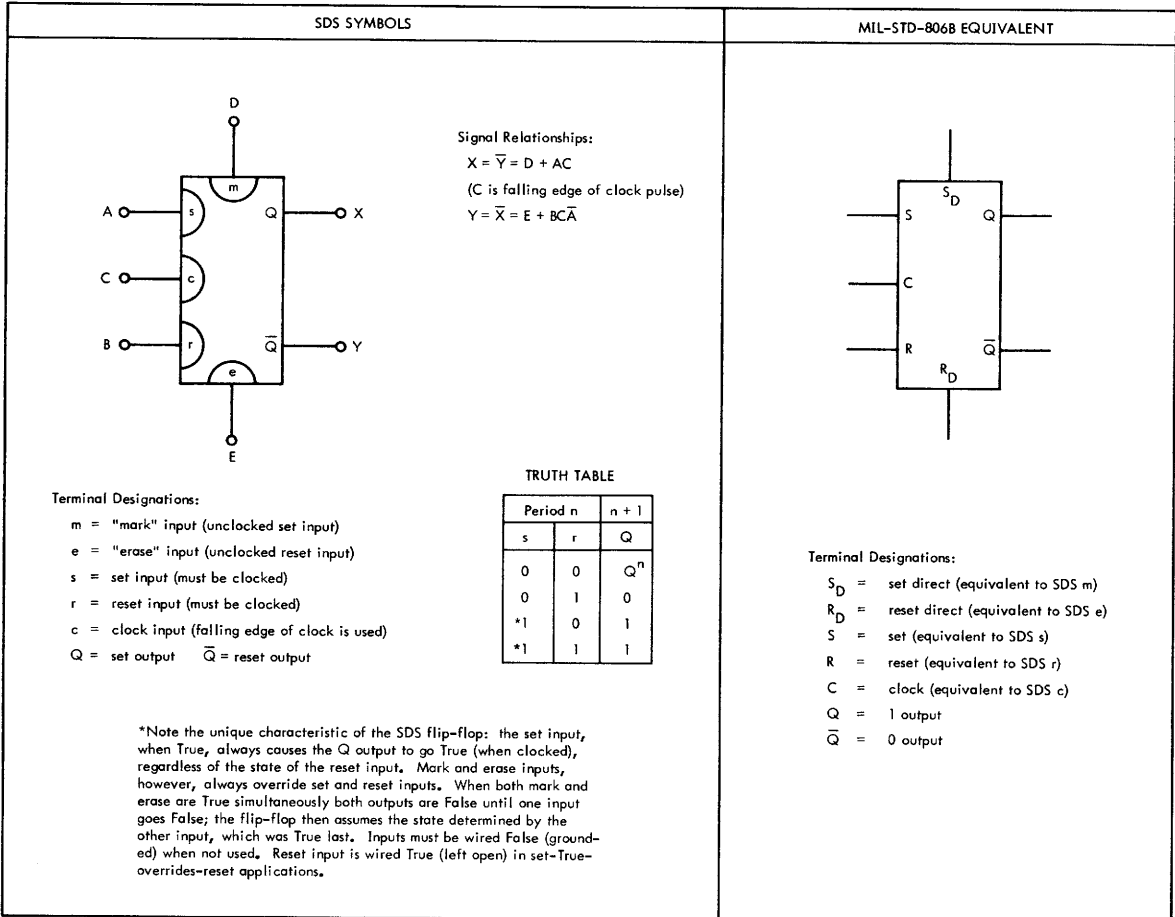 SDS SYMBOLS
MIL-STD-806B EQUIVALENT
D
m
A
s
Q
X
C
c
B
r
Q̅
Y
e
E
Signal Relationships:
X = Y̅ = D + AC
(C is falling edge of clock pulse)
Y = X̅ = E + BCA̅
Terminal Designations:
m = "mark" input (unclocked set input)
e = "erase" input (unclocked reset input)
s = set input (must be clocked)
r = reset input (must be clocked)
c = clock input (falling edge of clock is used)
Q = set output Q̅ = reset output
TRUTH TABLE
Period n n + 1
s r Q
0 0 Qⁿ
0 1 0
*1 0 1
*1 1 1
*Note the unique characteristic of the SDS flip-flop: the set input,
when True, always causes the Q output to go True (when clocked),
regardless of the state of the reset input. Mark and erase inputs,
however, always override set and reset inputs. When both mark and
erase are True simultaneously both outputs are False until one input
goes False; the flip-flop then assumes the state determined by the
other input, which was True last. Inputs must be wired False (ground-
ed) when not used. Reset input is wired True (left open) in set-True-
overrides-reset applications.
S_D
S
Q
C
R
Q̅
R_D
Terminal Designations:
S_D = set direct (equivalent to SDS m)
R_D = reset direct (equivalent to SDS e)
S = set (equivalent to SDS s)
R = reset (equivalent to SDS r)
C = clock (equivalent to SDS c)
Q = 1 output
Q̅ = 0 output